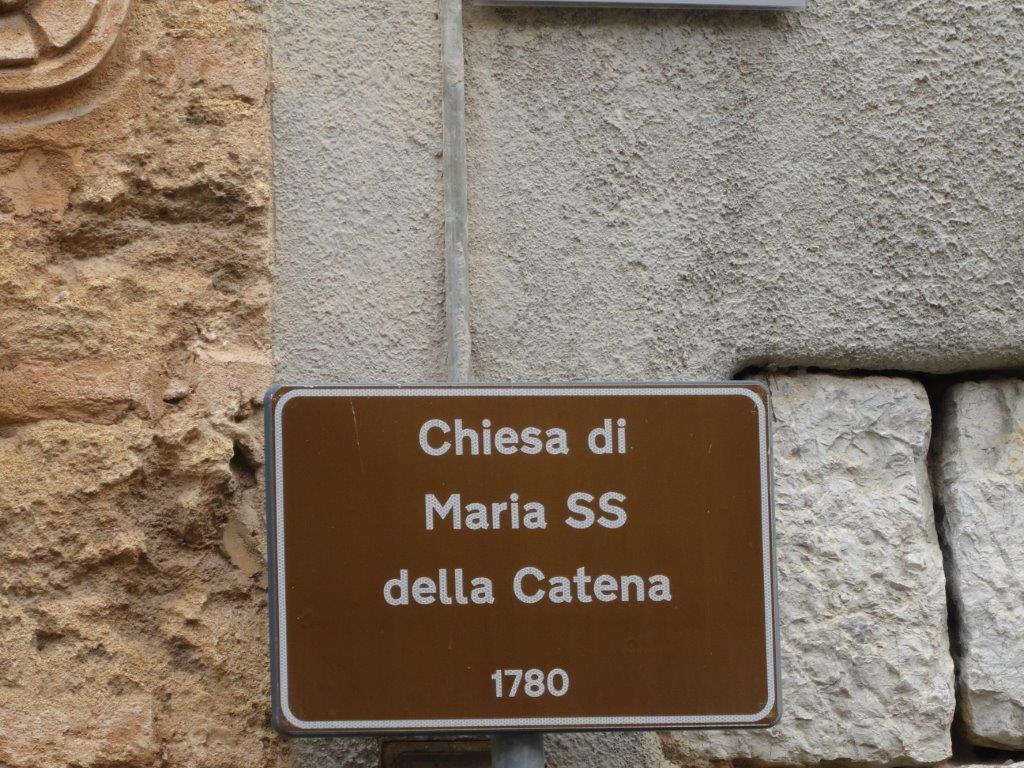 Chiesa di
Maria SS
della Catena
1780